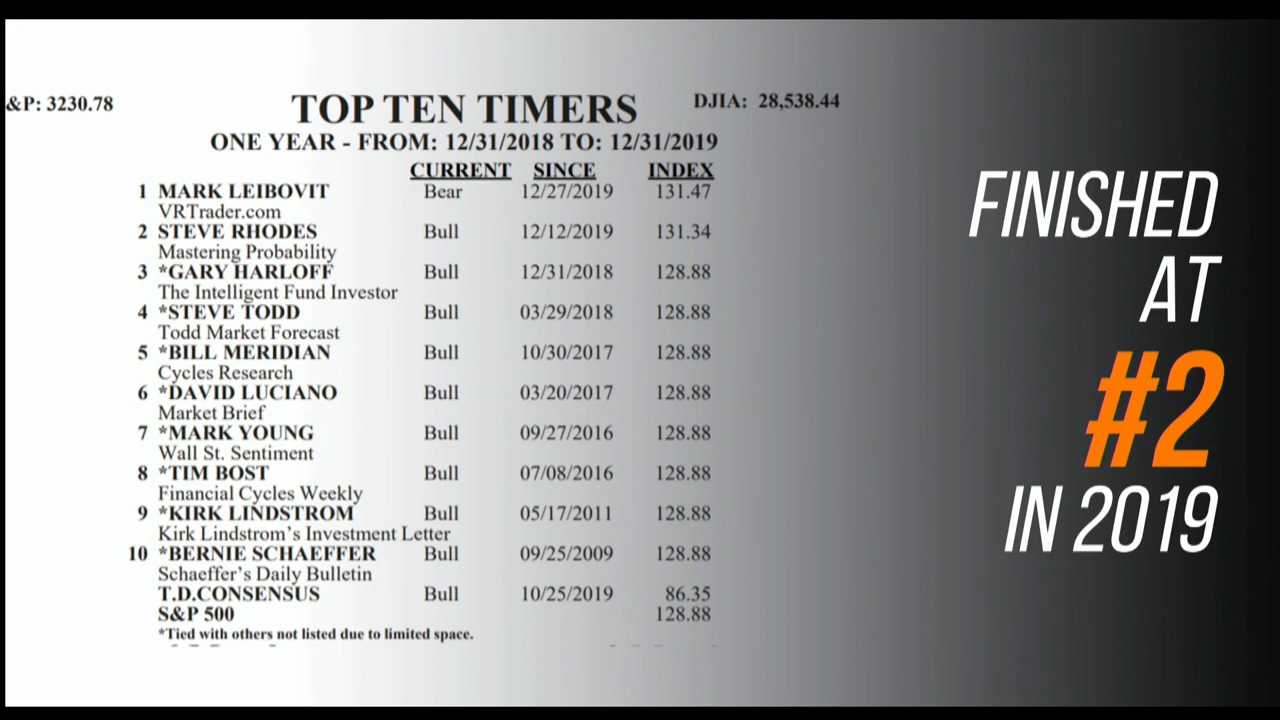 &P: 3230.78
TOP TEN TIMERS
DJIA: 28,538.44
ONE YEAR - FROM: 12/31/2018 TO: 12/31/2019
CURRENT SINCE INDEX
1 MARK LEIBOVIT Bear 12/27/2019 131.47
VRTrader.com
2 STEVE RHODES Bull 12/12/2019 131.34
Mastering Probability
3 *GARY HARLOFF Bull 12/31/2018 128.88
The Intelligent Fund Investor
4 *STEVE TODD Bull 03/29/2018 128.88
Todd Market Forecast
5 *BILL MERIDIAN Bull 10/30/2017 128.88
Cycles Research
6 *DAVID LUCIANO Bull 03/20/2017 128.88
Market Brief
7 *MARK YOUNG Bull 09/27/2016 128.88
Wall St. Sentiment
8 *TIM BOST Bull 07/08/2016 128.88
Financial Cycles Weekly
9 *KIRK LINDSTROM Bull 05/17/2011 128.88
Kirk Lindstrom's Investment Letter
10 *BERNIE SCHAEFFER Bull 09/25/2009 128.88
Schaeffer's Daily Bulletin
T.D.CONSENSUS Bull 10/25/2019 86.35
S&P 500 128.88
*Tied with others not listed due to limited space.
FINISHED
AT
#2
IN 2019